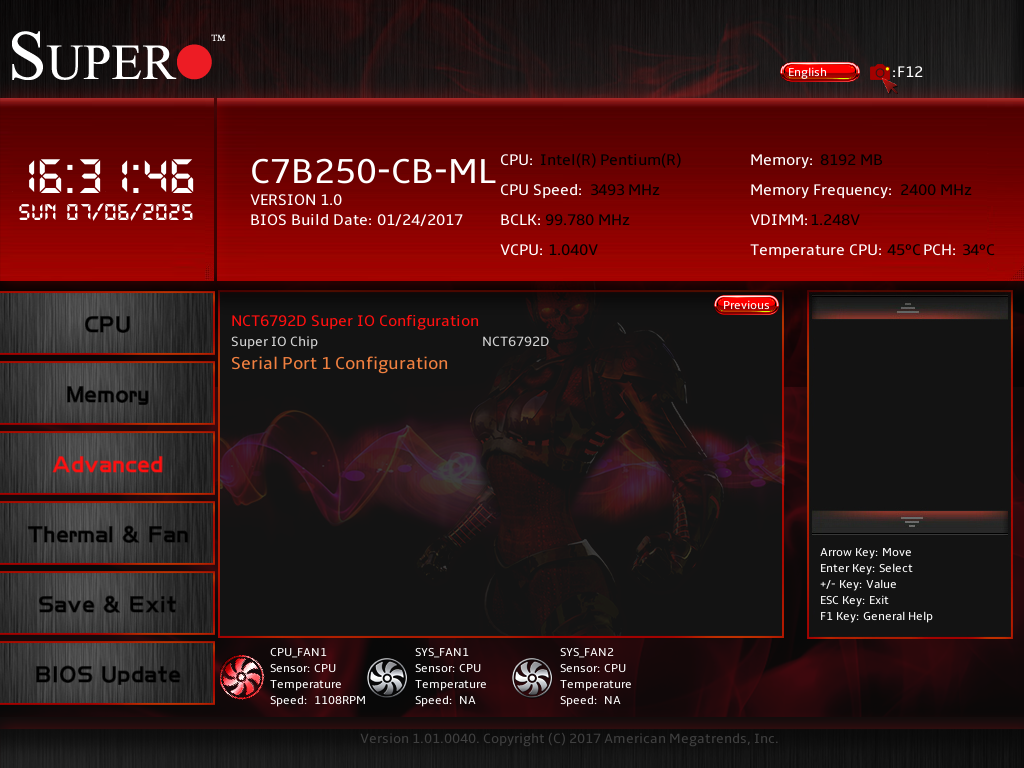 SUPER ™
English :F12
16:31:46
SUN 07/06/2025
C7B250-CB-ML
VERSION 1.0
BIOS Build Date: 01/24/2017
CPU: Intel(R) Pentium(R)
CPU Speed: 3493 MHz
BCLK: 99.780 MHz
VCPU: 1.040V
Memory: 8192 MB
Memory Frequency: 2400 MHz
VDIMM: 1.248V
Temperature CPU: 45ºC PCH: 34ºC
CPU
Memory
Advanced
Thermal & Fan
Save & Exit
BIOS Update
Previous
NCT6792D Super IO Configuration
Super IO Chip NCT6792D
Serial Port 1 Configuration
Arrow Key: Move
Enter Key: Select
+/- Key: Value
ESC Key: Exit
F1 Key: General Help
CPU_FAN1
Sensor: CPU
Temperature
Speed: 1108RPM
SYS_FAN1
Sensor: CPU
Temperature
Speed: NA
SYS_FAN2
Sensor: CPU
Temperature
Speed: NA
Version 1.01.0040. Copyright (C) 2017 American Megatrends, Inc.